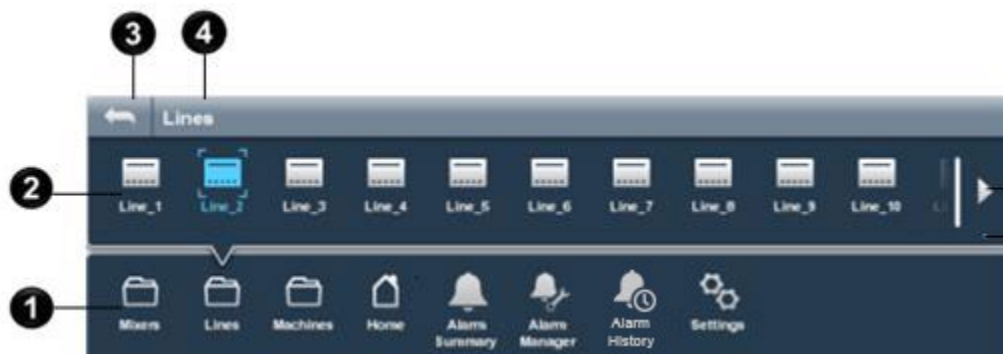 3 4
Lines
2
Line_1 Line_2 Line_3 Line_4 Line_5 Line_6 Line_7 Line_8 Line_9 Line_10
1
Mixers Lines Machines Home Alarm Summary Alarm Manager Alarm History Settings